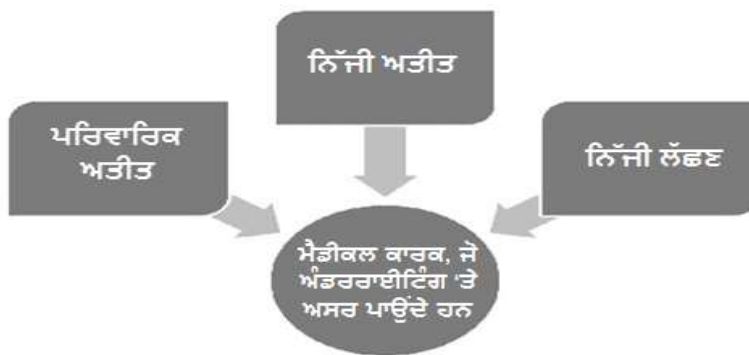 ਨਿੱਜੀ ਅਤੀਤ
ਪਰਿਵਾਰਿਕ
ਅਤੀਤ
ਨਿੱਜੀ ਲੱਛਣ
ਮੈਡੀਕਲ ਕਾਰਕ, ਜੋ
ਅੰਡਰਰਾਈਟਿੰਗ ‘ਤੇ
ਅਸਰ ਪਾਉਂਦੇ ਹਨ